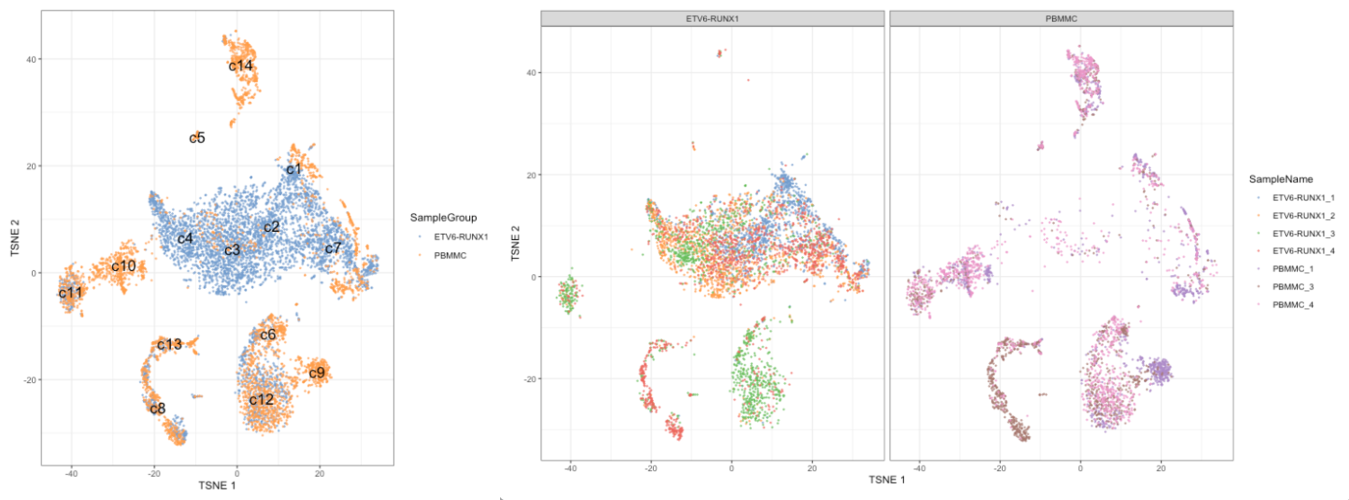 ETV6-RUNX1
PBMMC
c14
40
40
c5
20
c1
20
SampleName
ETV6-RUNX1_1
SampleGroup
ETV6-RUNX1_2
c4
c2
ETV6-RUNX1
ETV6-RUNX1_3
TSNE 2
c3
c7
PBMMC
TSNE 2
ETV6-RUNX1_4
c10
PBMMC_1
0
0
PBMMC_3
c11
PBMMC_4
c6
c13
c9
-20
-20
c8
c12
-40
-20
0
20
-40
-20
0
20
-40
-20
0
20
TSNE 1
TSNE 1